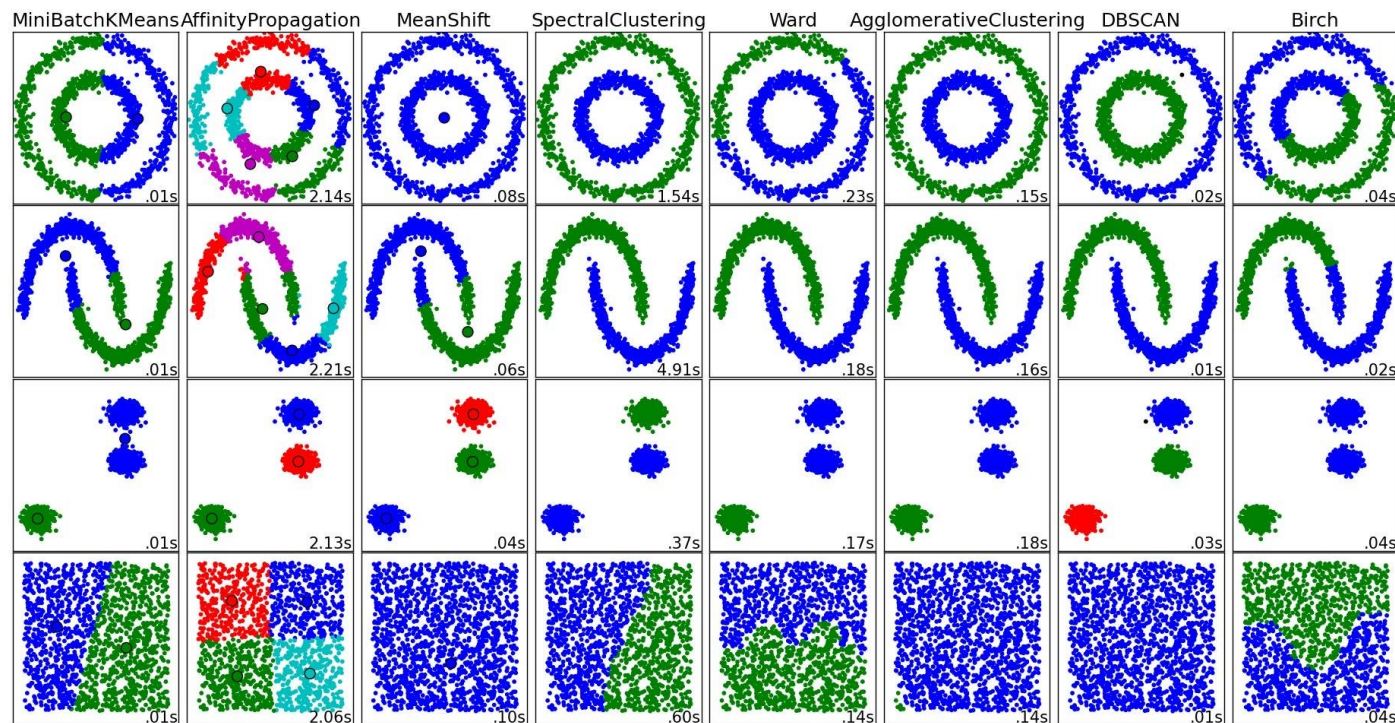 MiniBatchKMeans AffinityPropagation MeanShift SpectralClustering Ward AgglomerativeClustering DBSCAN Birch
.01s 2.14s .08s 1.54s .23s .15s .02s .04s
.01s 2.21s .06s 4.91s .18s .16s .01s .02s
.01s 2.13s .04s .37s .17s .18s .03s .04s
.01s 2.06s .10s .60s .14s .14s .01s .04s